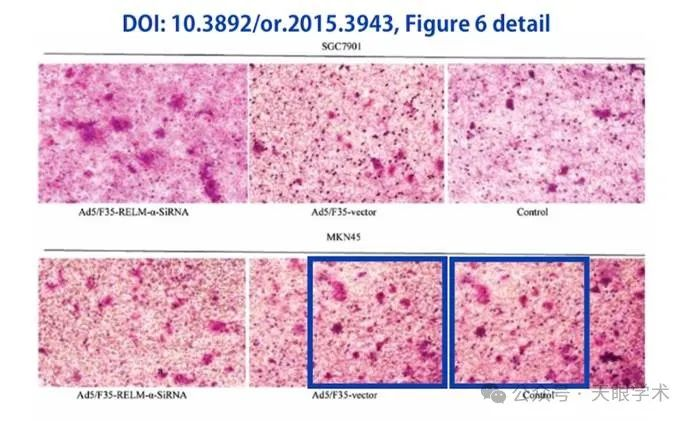 DOI: 10.3892/or.2015.3943, Figure 6 detail
SGC7901
Ad5/F35-RELM-α-SiRNA Ad5/F35-vector Control
MKN45
Ad5/F35-RELM-α-SiRNA Ad5/F35-vector Control
公众号 · 天眼学术